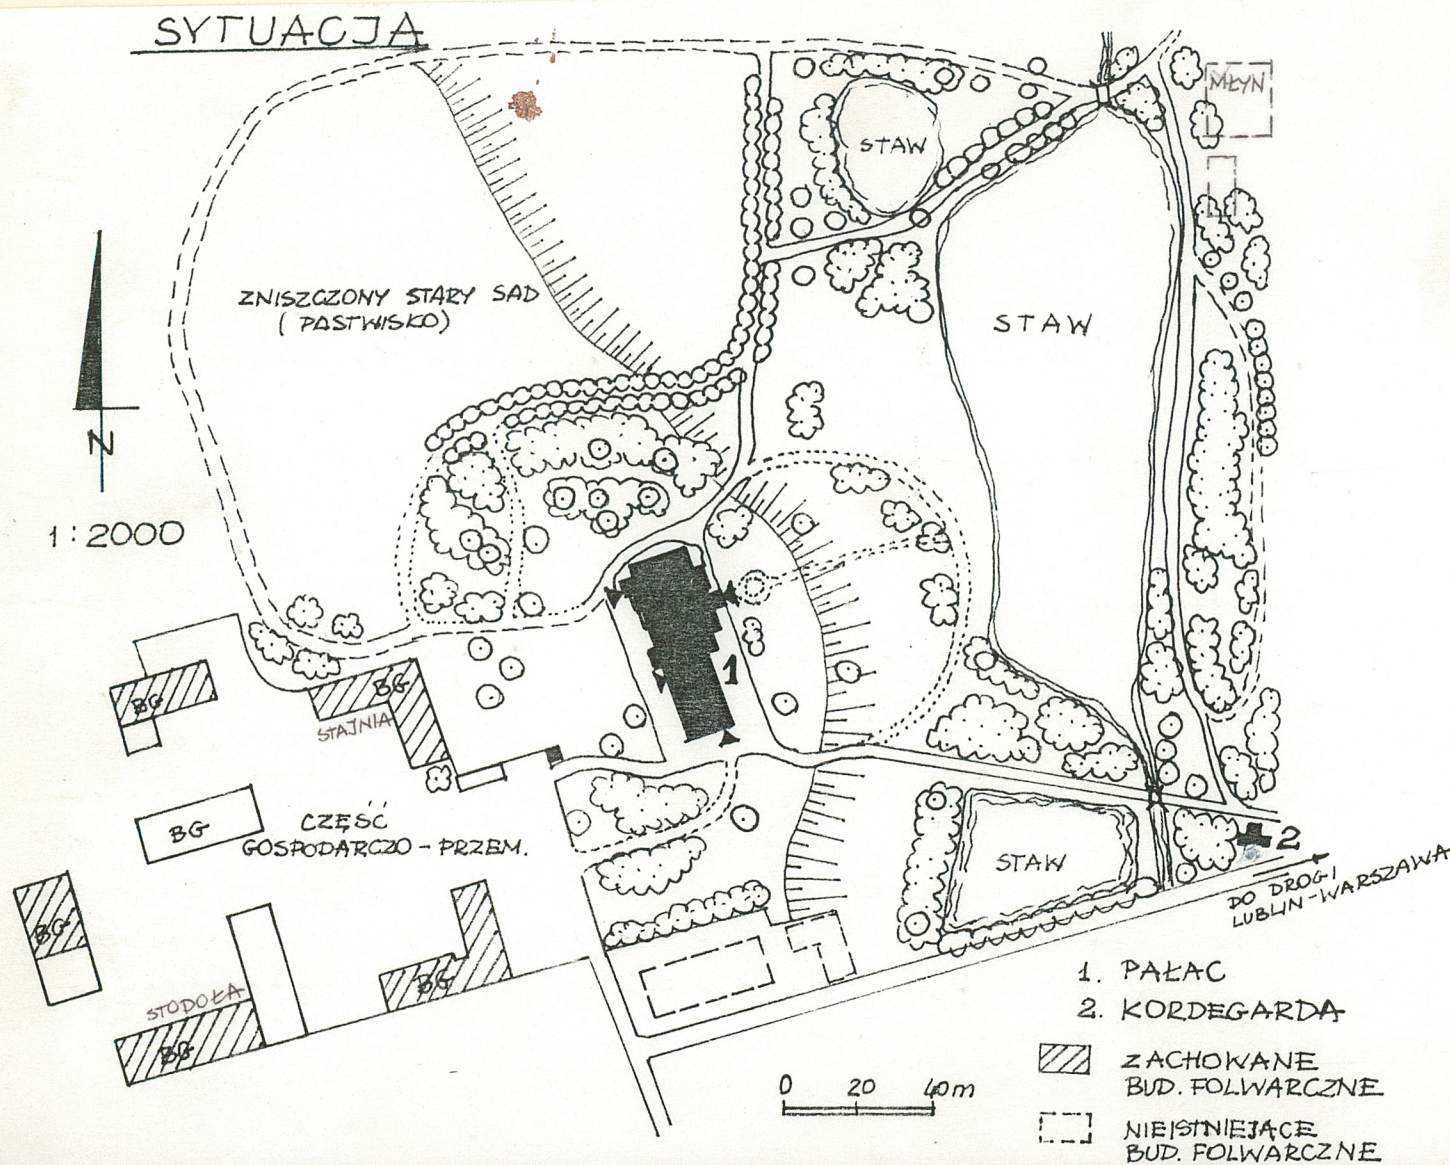 SYTUACJA
MŁYN
STAW
ZNISZCZONY STARY SAD
(PASTWISKO)
STAW
N
1:2000
1
BG
BG
STAJNIA
BG
CZĘŚĆ
GOSPODARCZO - PRZEM.
2
STAW
DO DROGI
LUBLIN-WARSZAWA
BG
BG
STODOŁA
BG
1. PAŁAC
2. KORDEGARDA
ZACHOWANE
BUD. FOLWARCZNE
0 20 40m
NIEISTNIEJĄCE
BUD. FOLWARCZNE